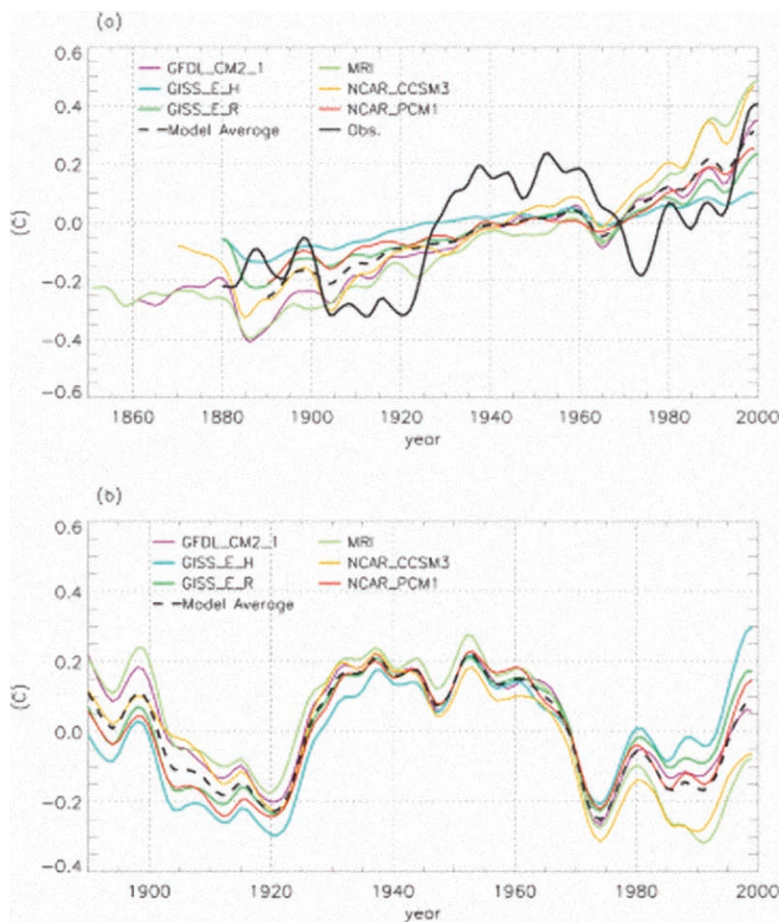 (a)
0.6
0.4
0.2
0.0
−0.2
−0.4
−0.6
(C)
GFDL_CM2_1
GISS_E_H
GISS_E_R
Model Average
MRI
NCAR_CCSM3
NCAR_PCM1
Obs.
1860 1880 1900 1920 1940 1960 1980 2000
year
(b)
0.6
0.4
0.2
0.0
−0.2
−0.4
(C)
GFDL_CM2_1
GISS_E_H
GISS_E_R
Model Average
MRI
NCAR_CCSM3
NCAR_PCM1
1900 1920 1940 1960 1980 2000
year